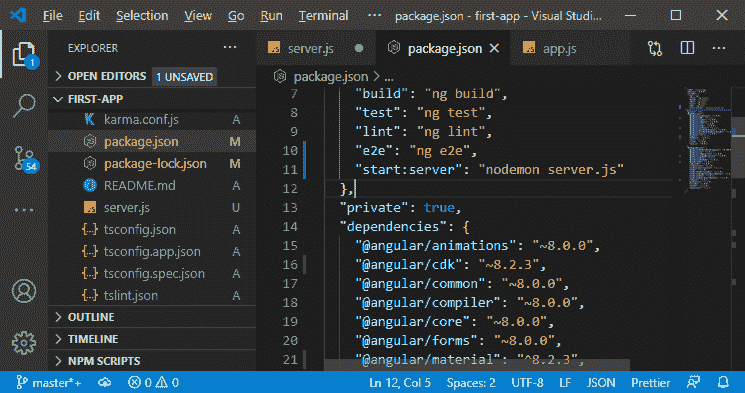 File Edit Selection View Go Run Terminal ··· package.json - first-app - Visual Studi...
EXPLORER ···
OPEN EDITORS 1 UNSAVED
FIRST-APP
karma.conf.js A
package.json M
package-lock.json M
README.md A
server.js U
tsconfig.json A
tsconfig.app.json A
tsconfig.spec.json A
tslint.json A
OUTLINE
TIMELINE
NPM SCRIPTS
1
54
server.js package.json app.js ···
package.json > ...
7 "build": "ng build",
8 "test": "ng test",
9 "lint": "ng lint",
10 "e2e": "ng e2e",
11 "start:server": "nodemon server.js"
12 },
13 "private": true,
14 "dependencies": {
15 "@angular/animations": "~8.0.0",
16 "@angular/cdk": "~8.2.3",
17 "@angular/common": "~8.0.0",
18 "@angular/compiler": "~8.0.0",
19 "@angular/core": "~8.0.0",
20 "@angular/forms": "~8.0.0",
21 "@angular/material": "^8.2.3",
master*+ 0 0 Ln 12, Col 5 Spaces: 2 UTF-8 LF JSON Prettier